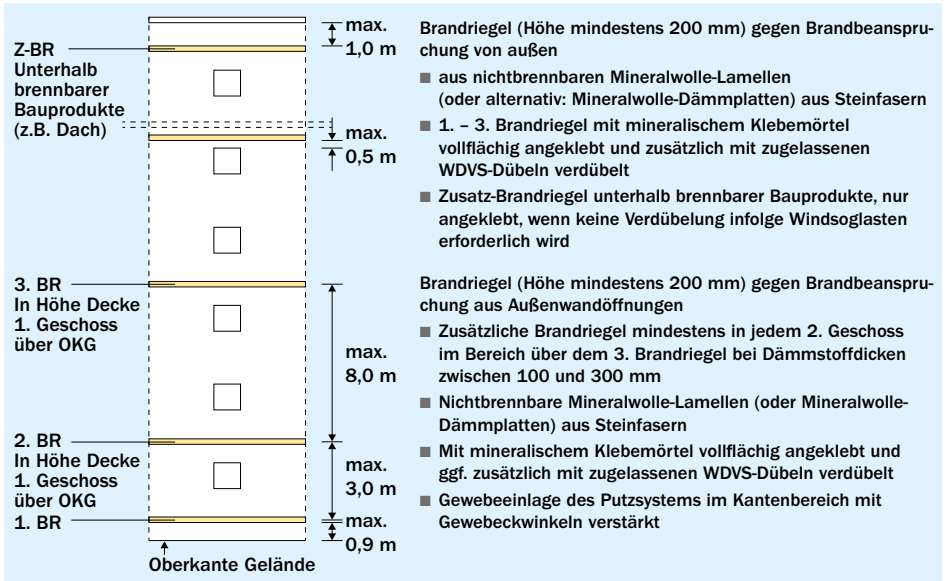 max.
1,0 m
Z-BR
Unterhalb
brennbarer
Bauprodukte
(z.B. Dach)
max.
0,5 m
3. BR
In Höhe Decke
1. Geschoss
über OKG
max.
8,0 m
2. BR
In Höhe Decke
1. Geschoss
über OKG
max.
3,0 m
1. BR
max.
0,9 m
Oberkante Gelände
Brandriegel (Höhe mindestens 200 mm) gegen Brandbeanspru-
chung von außen
■ aus nichtbrennbaren Mineralwolle-Lamellen
(oder alternativ: Mineralwolle-Dämmplatten) aus Steinfasern
■ 1. – 3. Brandriegel mit mineralischem Klebemörtel
vollflächig angeklebt und zusätzlich mit zugelassenen
WDVS-Dübeln verdübelt
■ Zusatz-Brandriegel unterhalb brennbarer Bauprodukte, nur
angeklebt, wenn keine Verdübelung infolge Windsoglasten
erforderlich wird
Brandriegel (Höhe mindestens 200 mm) gegen Brandbeanspru-
chung aus Außenwandöffnungen
■ Zusätzliche Brandriegel mindestens in jedem 2. Geschoss
im Bereich über dem 3. Brandriegel bei Dämmstoffdicken
zwischen 100 und 300 mm
■ Nichtbrennbare Mineralwolle-Lamellen (oder Mineralwolle-
Dämmplatten) aus Steinfasern
■ Mit mineralischem Klebemörtel vollflächig angeklebt und
ggf. zusätzlich mit zugelassenen WDVS-Dübeln verdübelt
■ Gewebeeinlage des Putzsystems im Kantenbereich mit
Gewebeckwinkeln verstärkt